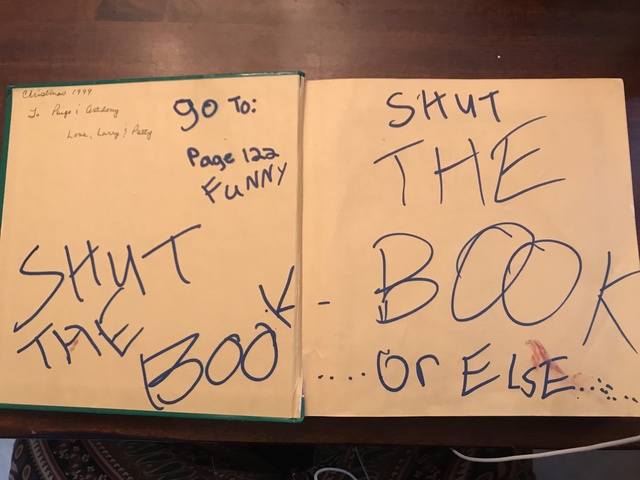 Christmas 1999
To Paige & Anthony
Love, Larry & Patty
go To:
Page 122
FUNNY
SHUT
THE
BOOK -
SHUT
THE
BOOK
....Or ELSE......